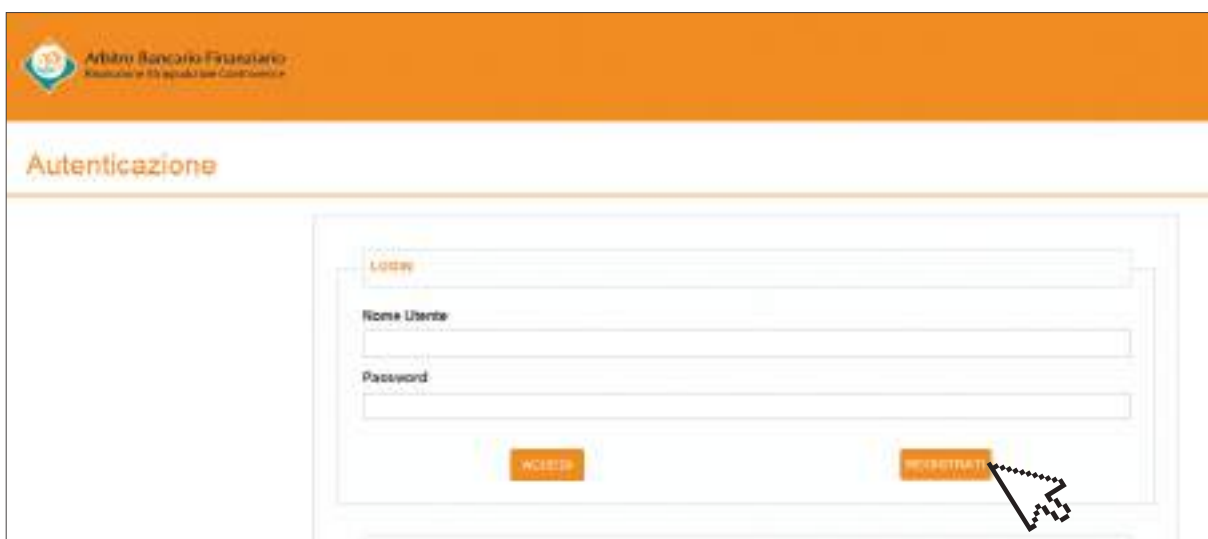 Arbitro Bancario Finanziario
Autenticazione
LOGIN
Nome Utente
Password
ACCEDI
REGISTRATI